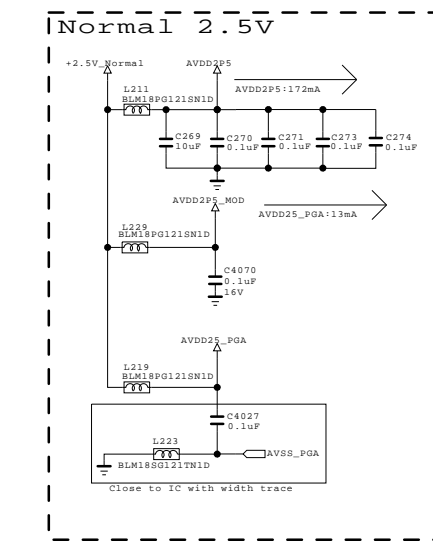 Normal 2.5V
+2.5V_Normal
AVDD2P5
AVDD2P5:172mA
L211
BLM18PG121SN1D
C269
10uF
C270
0.1uF
C271
0.1uF
C273
0.1uF
C274
0.1uF
AVDD2P5_MOD
AVDD25_PGA:13mA
L229
BLM18PG121SN1D
C4070
0.1uF
16V
AVDD25_PGA
L219
BLM18PG121SN1D
C4027
0.1uF
L223
AVSS_PGA
BLM18SG121TN1D
Close to IC with width trace